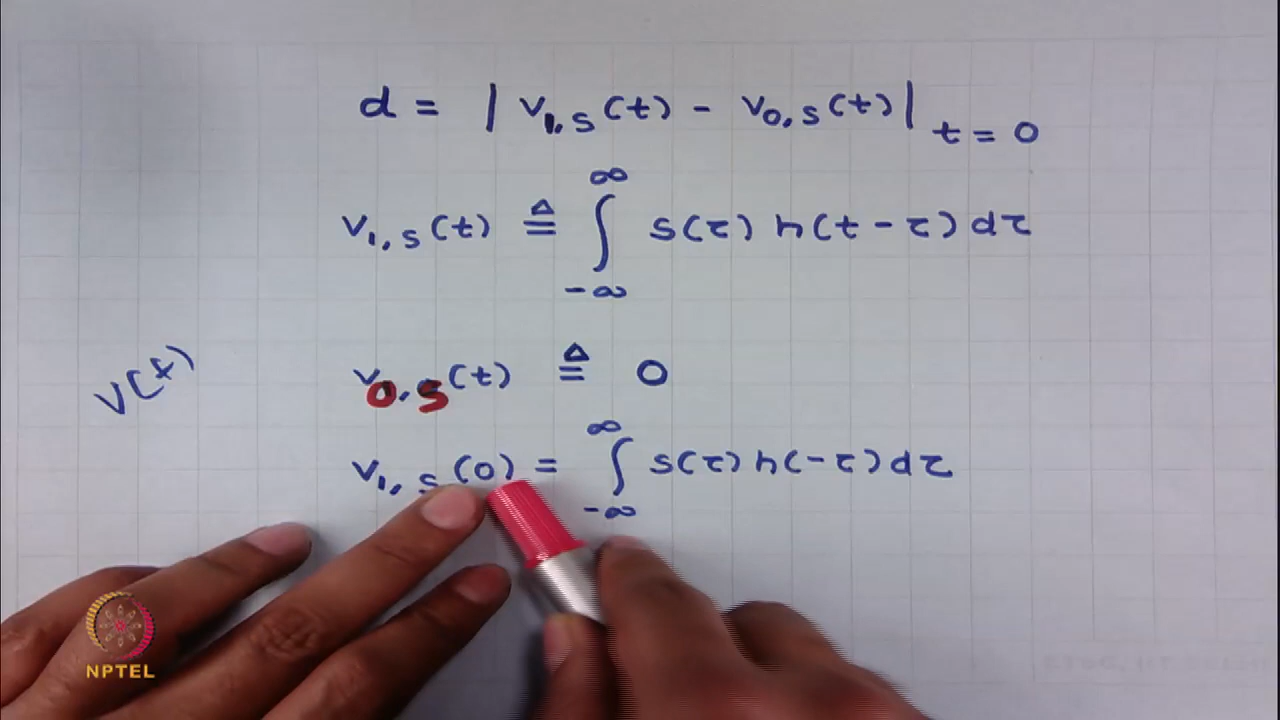 d = | v₁,ₛ(t) - v₀,ₛ(t) | t = 0
v₁,ₛ(t) ≜ ∫_{-∞}^{∞} s(τ) h(t - τ) dτ
v₀,ₛ(t) ≜ 0
v(t)
v₁,ₛ(0) = ∫_{-∞}^{∞} s(τ) h(-τ) dτ
NPTEL